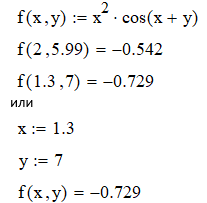 f(x,y) := x² · cos(x + y)
f(2,5.99) = −0.542
f(1.3,7) = −0.729
или
x := 1.3
y := 7
f(x,y) = −0.729